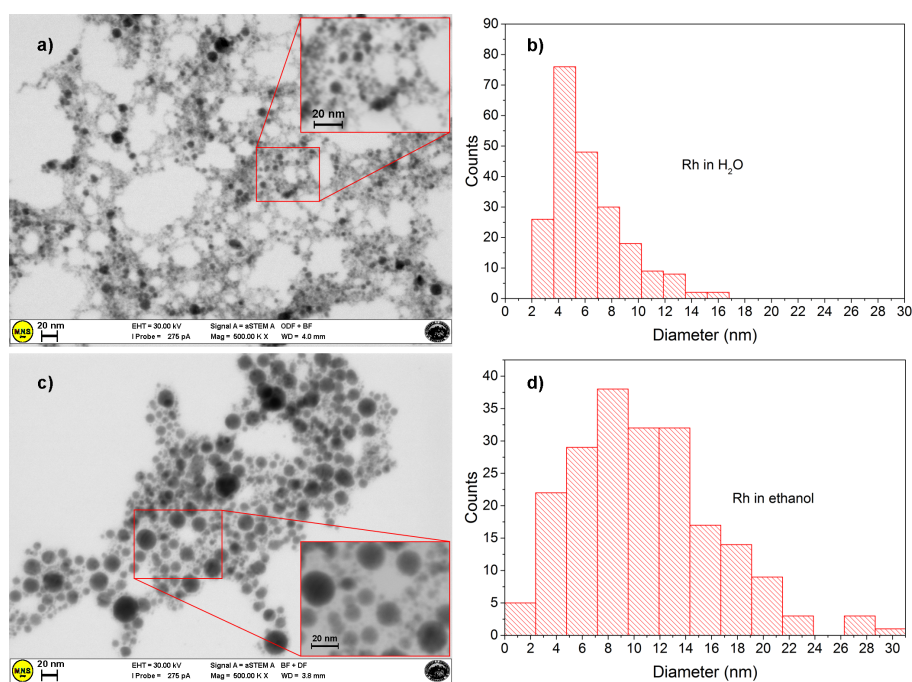 a)
20 nm
20 nm
EHT = 30.00 kV Signal A = aSTEM A ODF + BF
I Probe = 275 pA Mag = 500.00 K X WD = 4.0 mm
M.N.S.
b)
Rh in H₂O
Counts
90
80
70
60
50
40
30
20
10
0
0 2 4 6 8 10 12 14 16 18 20 22 24 26 28 30
Diameter (nm)
c)
20 nm
20 nm
EHT = 30.00 kV Signal A = aSTEM A BF + DF
I Probe = 275 pA Mag = 500.00 K X WD = 3.8 mm
M.N.S.
d)
Rh in ethanol
Counts
40
35
30
25
20
15
10
5
0
0 2 4 6 8 10 12 14 16 18 20 22 24 26 28 30
Diameter (nm)